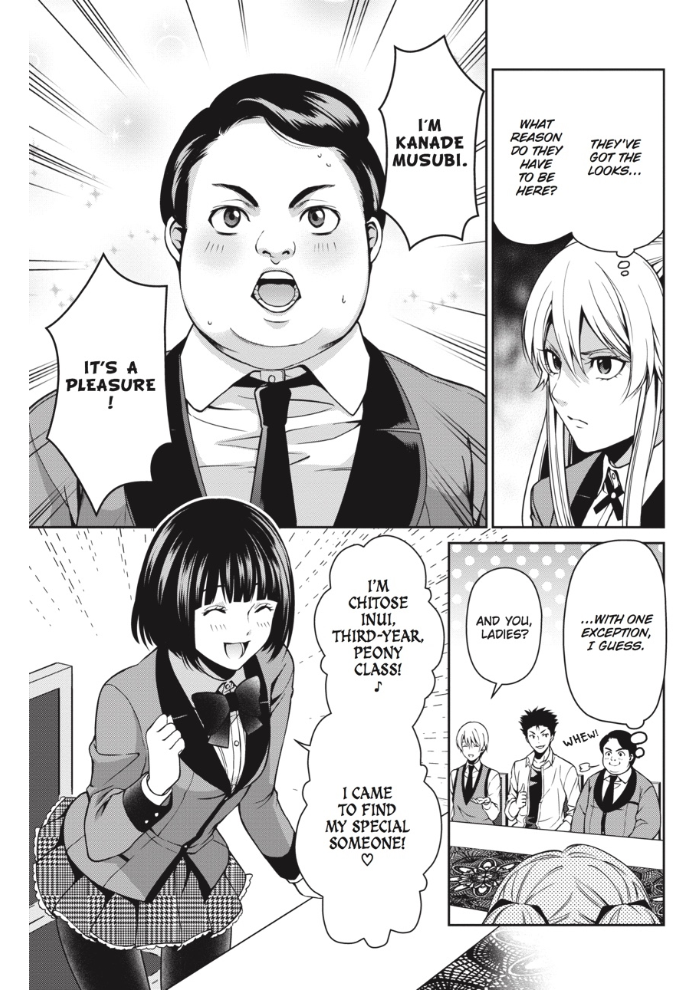 THEY'VE
GOT THE
LOOKS...
WHAT
REASON
DO THEY
HAVE
TO BE
HERE?
I'M
KANADE
MUSUBI.
IT'S A
PLEASURE
!
...WITH ONE
EXCEPTION,
I GUESS.
WHEW!
AND YOU,
LADIES?
I'M
CHITOSE
INUI,
THIRD-YEAR,
PEONY
CLASS!
♪
I CAME
TO FIND
MY SPECIAL
SOMEONE!
♡